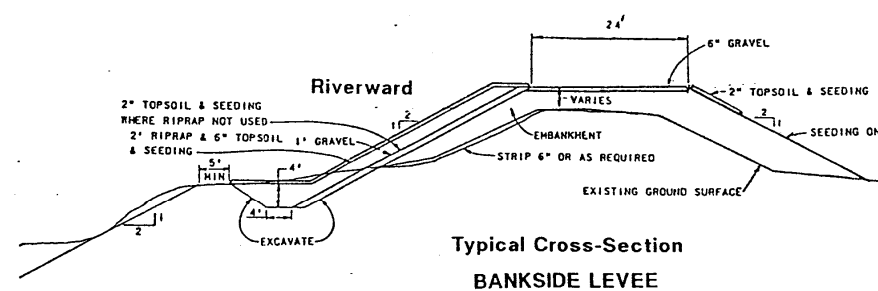 24'
6" GRAVEL
Riverward
2" TOPSOIL & SEEDING
WHERE RIPRAP NOT USED
2' RIPRAP & 6" TOPSOIL
& SEEDING
1' GRAVEL
2
1
VARIES
2" TOPSOIL & SEEDING
2
1
EMBANKMENT
SEEDING ON
STRIP 6" OR AS REQUIRED
5'
MIN
4'
EXISTING GROUND SURFACE
4'
1
2
EXCAVATE
Typical Cross-Section
BANKSIDE LEVEE